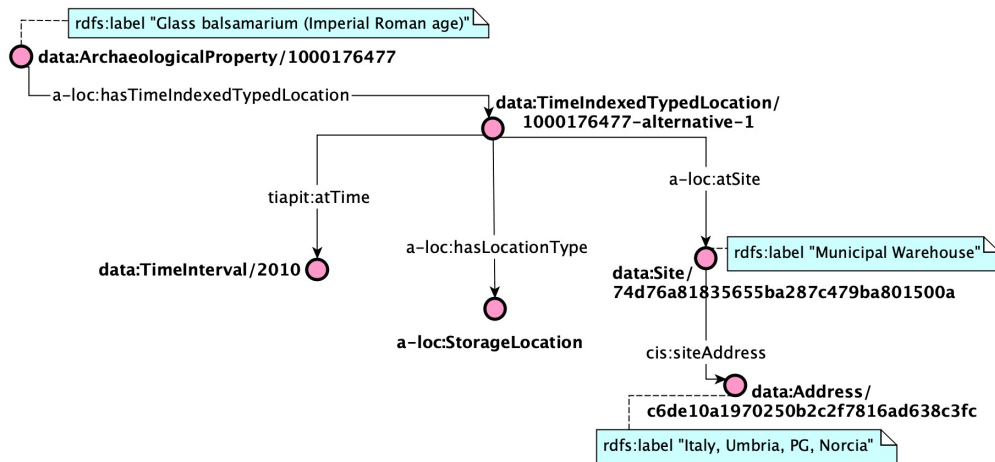 rdfs:label "Glass balsamarium (Imperial Roman age)"
data:ArchaeologicalProperty/1000176477
a-loc:hasTimeIndexedTypedLocation
data:TimeIndexedTypedLocation/
1000176477-alternative-1
a-loc:atSite
tiapit:atTime
a-loc:hasLocationType
rdfs:label "Municipal Warehouse"
data:TimeInterval/2010
data:Site/
74d76a81835655ba287c479ba801500a
a-loc:StorageLocation
cis:siteAddress
data:Address/
c6de10a1970250b2c2f7816ad638c3fc
rdfs:label "Italy, Umbria, PG, Norcia"